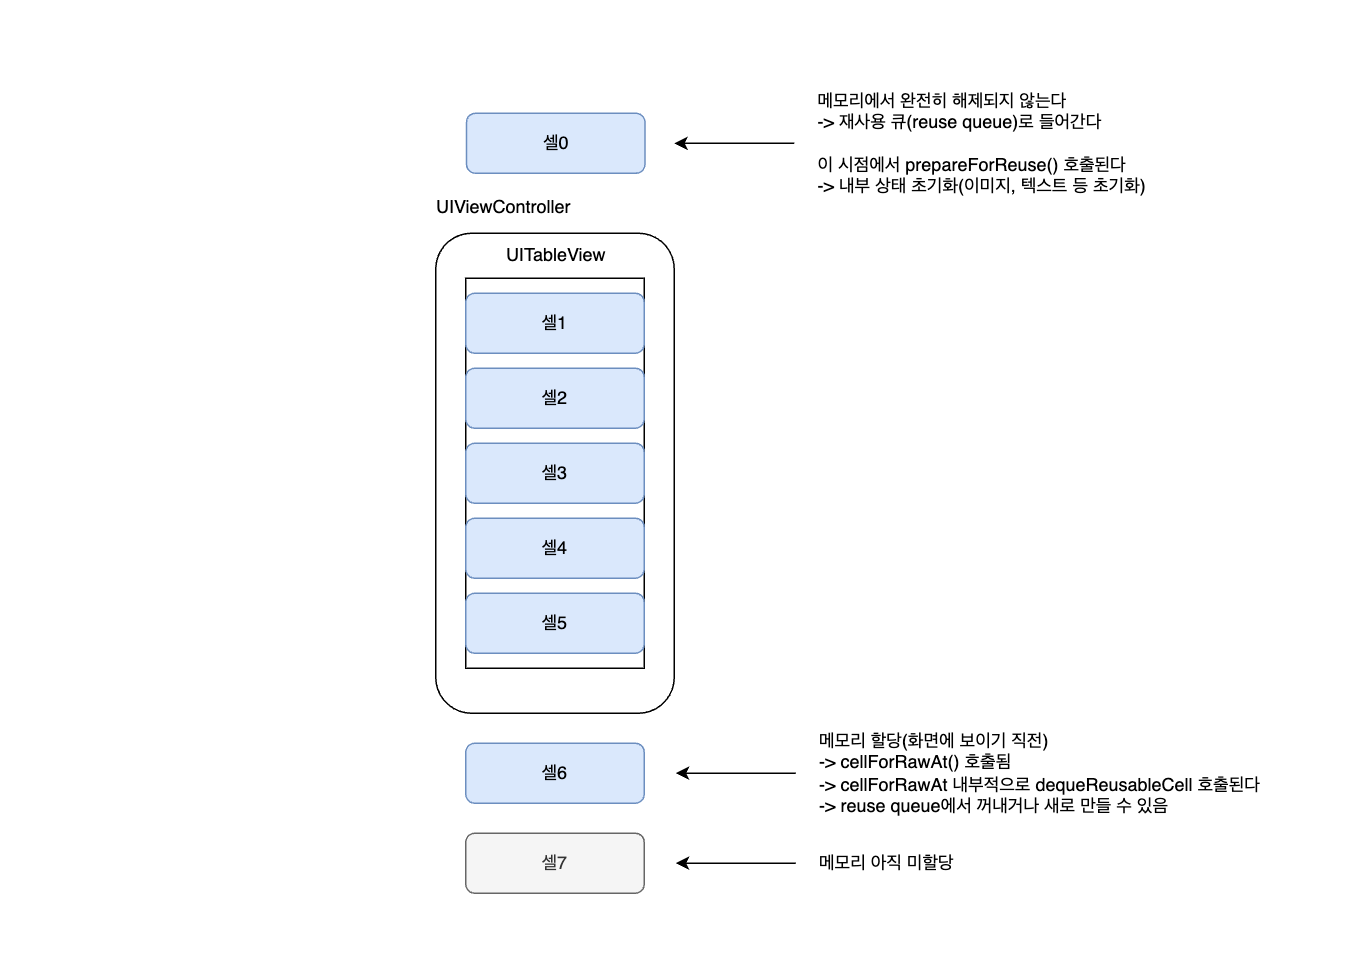 메모리에서 완전히 해제되지 않는다
-> 재사용 큐(reuse queue)로 들어간다
셀0
이 시점에서 prepareForReuse() 호출된다
-> 내부 상태 초기화(이미지, 텍스트 등 초기화)
UIViewController
UITableView
셀1
셀2
셀3
셀4
셀5
메모리 할당(화면에 보이기 직전)
-> cellForRawAt() 호출됨
-> cellForRawAt 내부적으로 dequeReusableCell 호출된다
-> reuse queue에서 꺼내거나 새로 만들 수 있음
셀6
셀7
메모리 아직 미할당